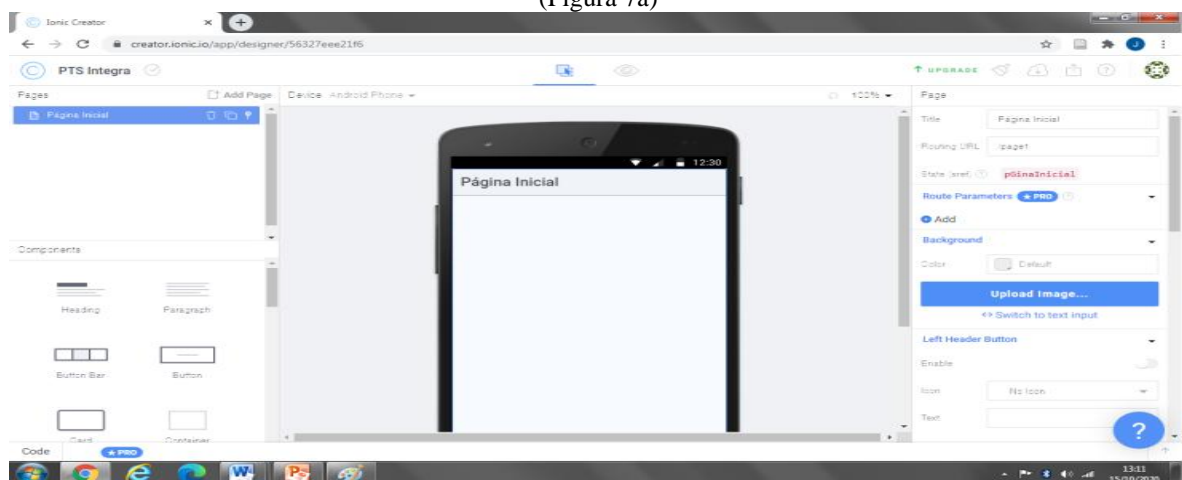 (Figura 7a)
Ionic Creator
creator.ionic.io/app/designer/56327eee21f6
PTS Integra
UPGRADE
Pages
Add Page
Device Android Phone
100%
Page
Página Inicial
Title
Página Inicial
Routing URL
/page1
State (sref)
pGinaInicial
Route Parameters PRO
Add
Background
Color
Default
Upload Image...
<> Switch to text input
Left Header Button
Enable
Icon
No Icon
Text
12:30
Página Inicial
Components
Heading
Paragraph
Button Bar
Button
Card
Container
Code PRO
?
13:11
15/10/2020